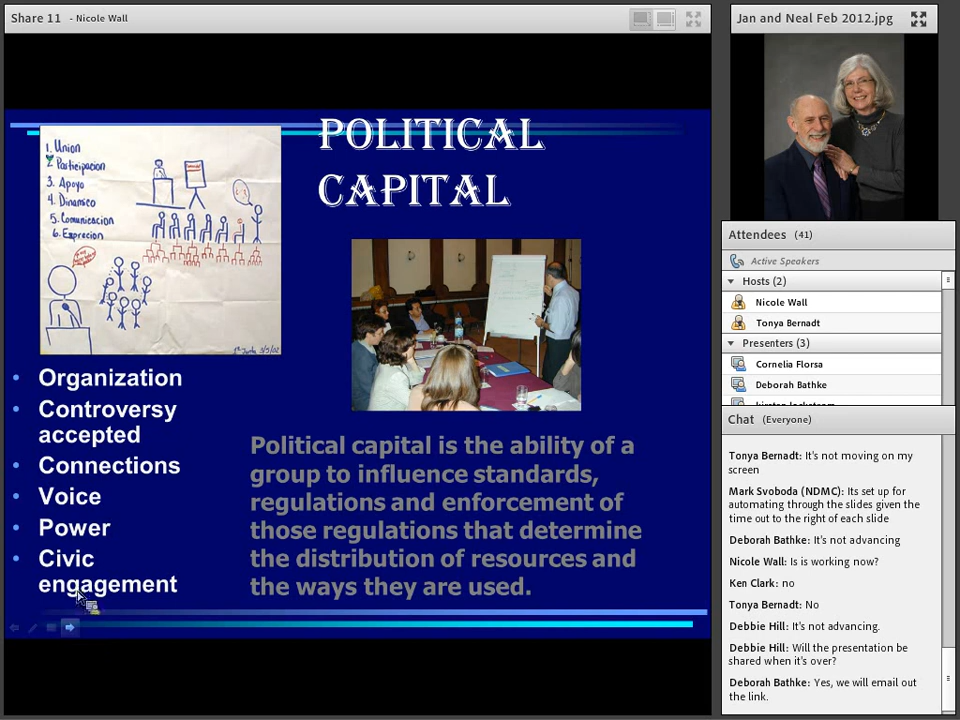 Share 11 - Nicole Wall
POLITICAL
CAPITAL
1. Union
2. Participacion
3. Apoyo
4. Dinamico
5. Comunicacion
6. Exprecion
Organization
Controversy
accepted
Connections
Voice
Power
Civic
engagement
Political capital is the ability of a
group to influence standards,
regulations and enforcement of
those regulations that determine
the distribution of resources and
the ways they are used.
Jan and Neal Feb 2012.jpg
Attendees (41)
Active Speakers
Hosts (2)
Nicole Wall
Tonya Bernadt
Presenters (3)
Cornelia Florsa
Deborah Bathke
Chat (Everyone)
Tonya Bernadt: It's not moving on my
screen
Mark Svoboda (NDMC): Its set up for
automating through the slides given the
time out to the right of each slide
Deborah Bathke: It's not advancing
Nicole Wall: Is is working now?
Ken Clark: no
Tonya Bernadt: No
Debbie Hill: It's not advancing.
Debbie Hill: Will the presentation be
shared when it's over?
Deborah Bathke: Yes, we will email out
the link.